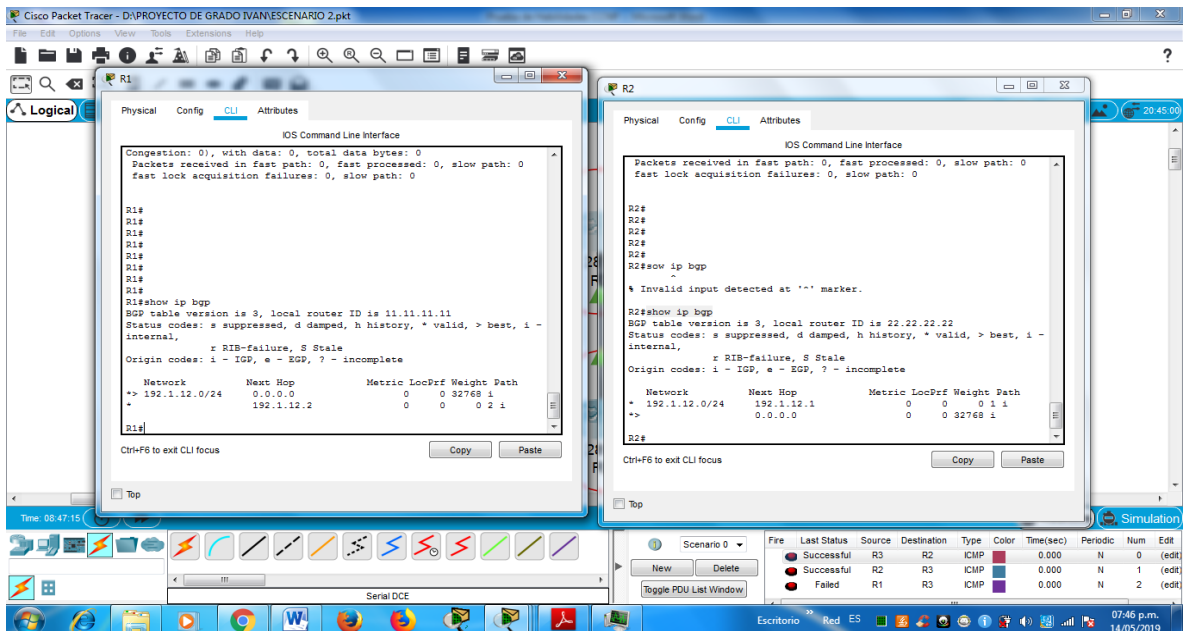 Cisco Packet Tracer - D:\PROYECTO DE GRADO IVAN\ESCENARIO 2.pkt
File Edit Options View Tools Extensions Help
?
Logical
20:45:00
R1
Physical Config CLI Attributes
IOS Command Line Interface
Congestion: 0), with data: 0, total data bytes: 0
Packets received in fast path: 0, fast processed: 0, slow path: 0
fast lock acquisition failures: 0, slow path: 0
R1#
R1#
R1#
R1#
R1#
R1#
R1#
R1#
R1#show ip bgp
BGP table version is 3, local router ID is 11.11.11.11
Status codes: s suppressed, d damped, h history, * valid, > best, i -
internal,
r RIB-failure, S Stale
Origin codes: i - IGP, e - EGP, ? - incomplete
Network Next Hop Metric LocPrf Weight Path
*> 192.1.12.0/24 0.0.0.0 0 0 32768 i
* 192.1.12.2 0 0 0 2 i
R1#
Ctrl+F6 to exit CLI focus
Copy Paste
Top
R2
Physical Config CLI Attributes
IOS Command Line Interface
Packets received in fast path: 0, fast processed: 0, slow path: 0
fast lock acquisition failures: 0, slow path: 0
R2#
R2#
R2#
R2#
R2#
R2#sow ip bgp
^
% Invalid input detected at '^' marker.
R2#show ip bgp
BGP table version is 3, local router ID is 22.22.22.22
Status codes: s suppressed, d damped, h history, * valid, > best, i -
internal,
r RIB-failure, S Stale
Origin codes: i - IGP, e - EGP, ? - incomplete
Network Next Hop Metric LocPrf Weight Path
* 192.1.12.0/24 192.1.12.1 0 0 0 1 i
*> 0.0.0.0 0 0 32768 i
R2#
Ctrl+F6 to exit CLI focus
Copy Paste
Top
Time: 08:47:15
Simulation
Serial DCE
Scenario 0
New Delete
Toggle PDU List Window
Fire Last Status Source Destination Type Color Time(sec) Periodic Num Edit
Successful R3 R2 ICMP 0.000 N 0 (edit)
Successful R2 R3 ICMP 0.000 N 1 (edit)
Failed R1 R3 ICMP 0.000 N 2 (edit)
Escritorio Red ES
07:46 p.m.
14/05/2019